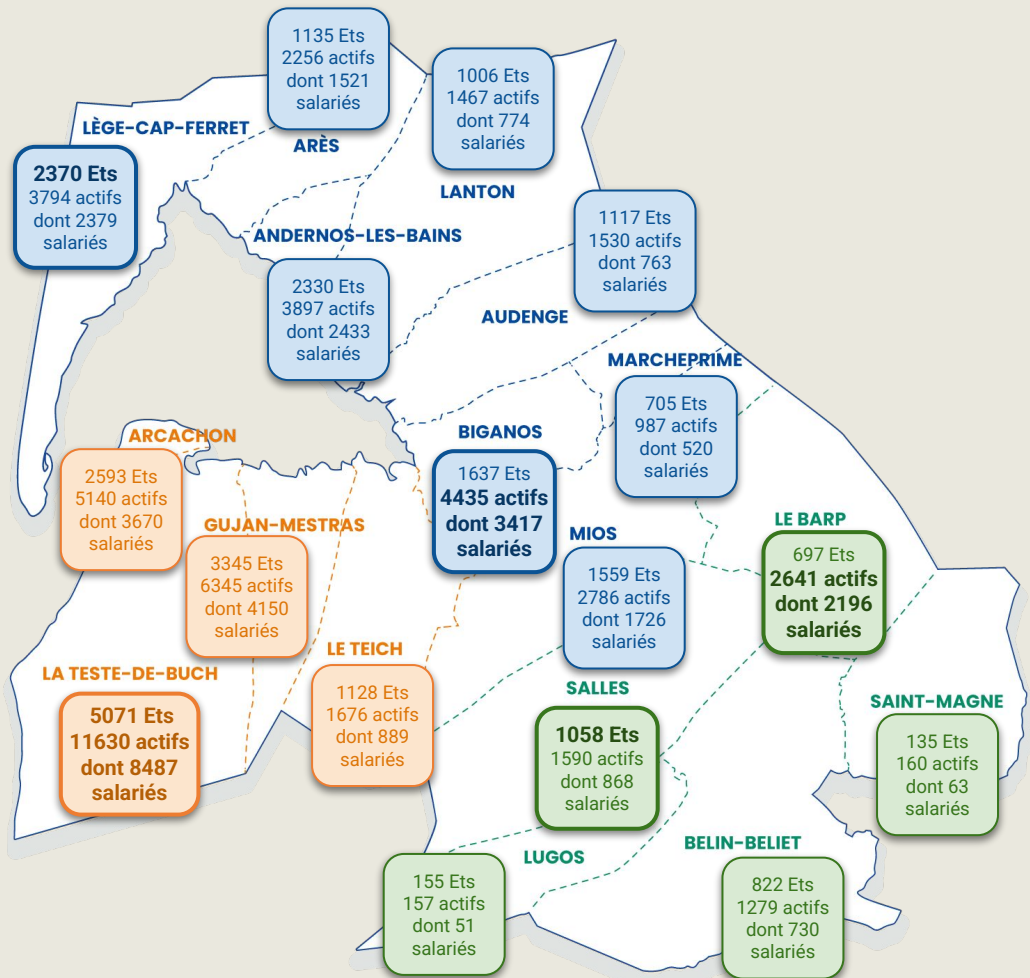 1135 Ets
2256 actifs
dont 1521
salariés
1006 Ets
1467 actifs
dont 774
salariés
LÈGE-CAP-FERRET
ARÈS
2370 Ets
3794 actifs
dont 2379
salariés
LANTON
1117 Ets
1530 actifs
dont 763
salariés
ANDERNOS-LES-BAINS
2330 Ets
3897 actifs
dont 2433
salariés
AUDENGE
MARCHEPRIME
705 Ets
987 actifs
dont 520
salariés
ARCACHON
2593 Ets
5140 actifs
dont 3670
salariés
BIGANOS
1637 Ets
4435 actifs
dont 3417
salariés
GUJAN-MESTRAS
3345 Ets
6345 actifs
dont 4150
salariés
MIOS
1559 Ets
2786 actifs
dont 1726
salariés
LE BARP
697 Ets
2641 actifs
dont 2196
salariés
LA TESTE-DE-BUCH
5071 Ets
11630 actifs
dont 8487
salariés
LE TEICH
1128 Ets
1676 actifs
dont 889
salariés
SALLES
1058 Ets
1590 actifs
dont 868
salariés
SAINT-MAGNE
135 Ets
160 actifs
dont 63
salariés
LUGOS
155 Ets
157 actifs
dont 51
salariés
BELIN-BELIET
822 Ets
1279 actifs
dont 730
salariés